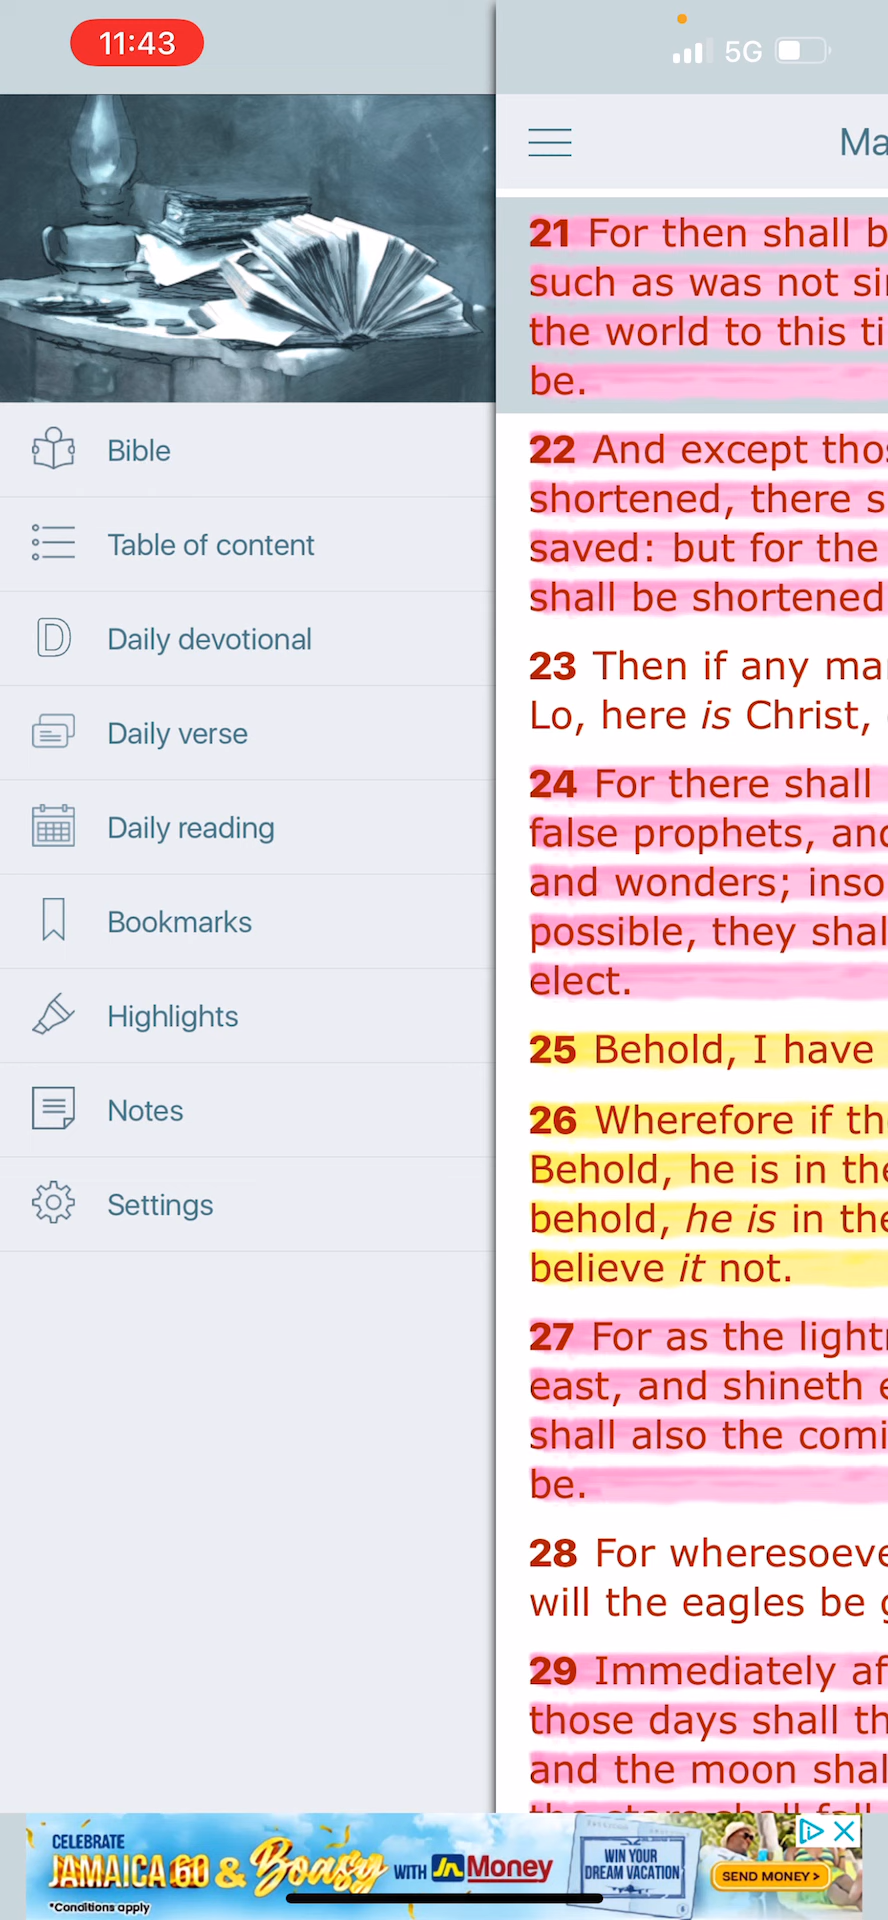 11:43
5G
Ma
21 For then shall b
such as was not si
the world to this ti
be.
Bible
Table of content
Daily devotional
Daily verse
Daily reading
Bookmarks
Highlights
Notes
Settings
22 And except tho
shortened, there s
saved: but for the
shall be shortened
23 Then if any ma
Lo, here is Christ,
24 For there shall
false prophets, and
and wonders; inso
possible, they shal
elect.
25 Behold, I have
26 Wherefore if th
Behold, he is in the
behold, he is in the
believe it not.
27 For as the light
east, and shineth e
shall also the comi
be.
28 For wheresoeve
will the eagles be g
29 Immediately af
those days shall th
and the moon shal
the stars shall fall
CELEBRATE
JAMAICA 60 & Boasy WITH JN Money
*Conditions apply
WIN YOUR
DREAM VACATION
SEND MONEY >